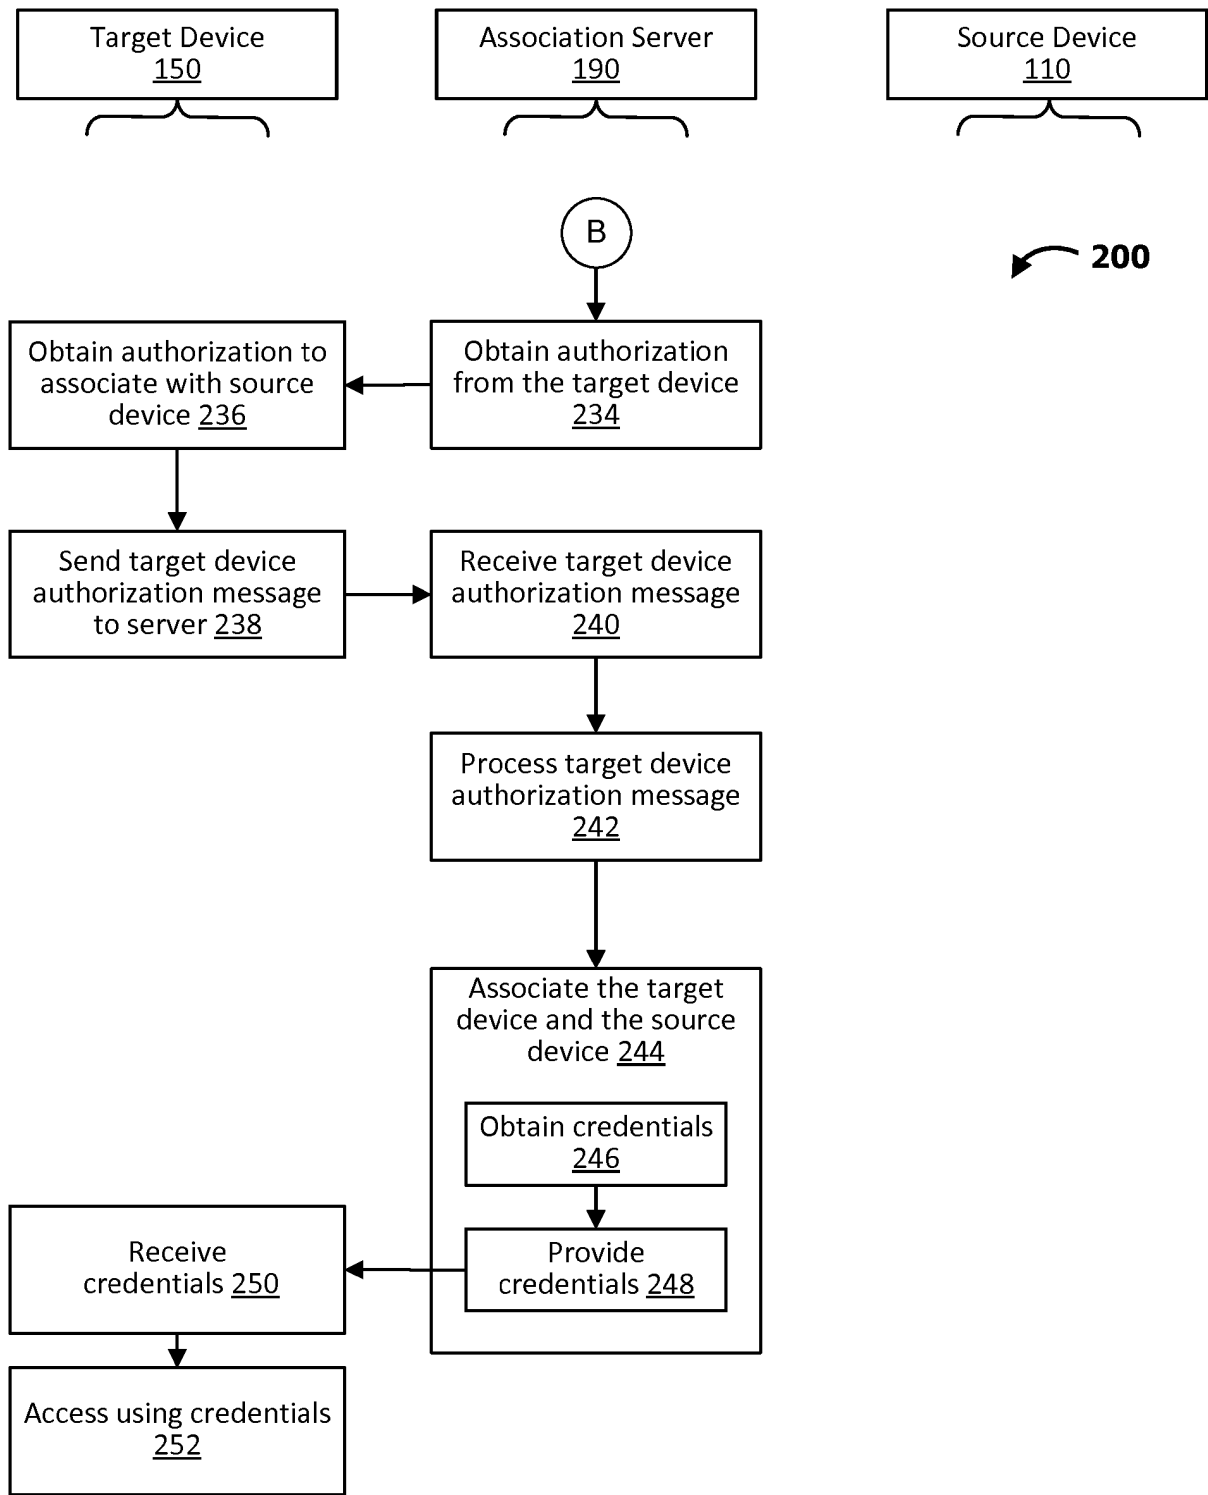 Target Device
150
Association Server
190
Source Device
110
B
200
Obtain authorization to
associate with source
device 236
Obtain authorization
from the target device
234
Send target device
authorization message
to server 238
Receive target device
authorization message
240
Process target device
authorization message
242
Associate the target
device and the source
device 244
Obtain credentials
246
Provide
credentials 248
Receive
credentials 250
Access using credentials
252